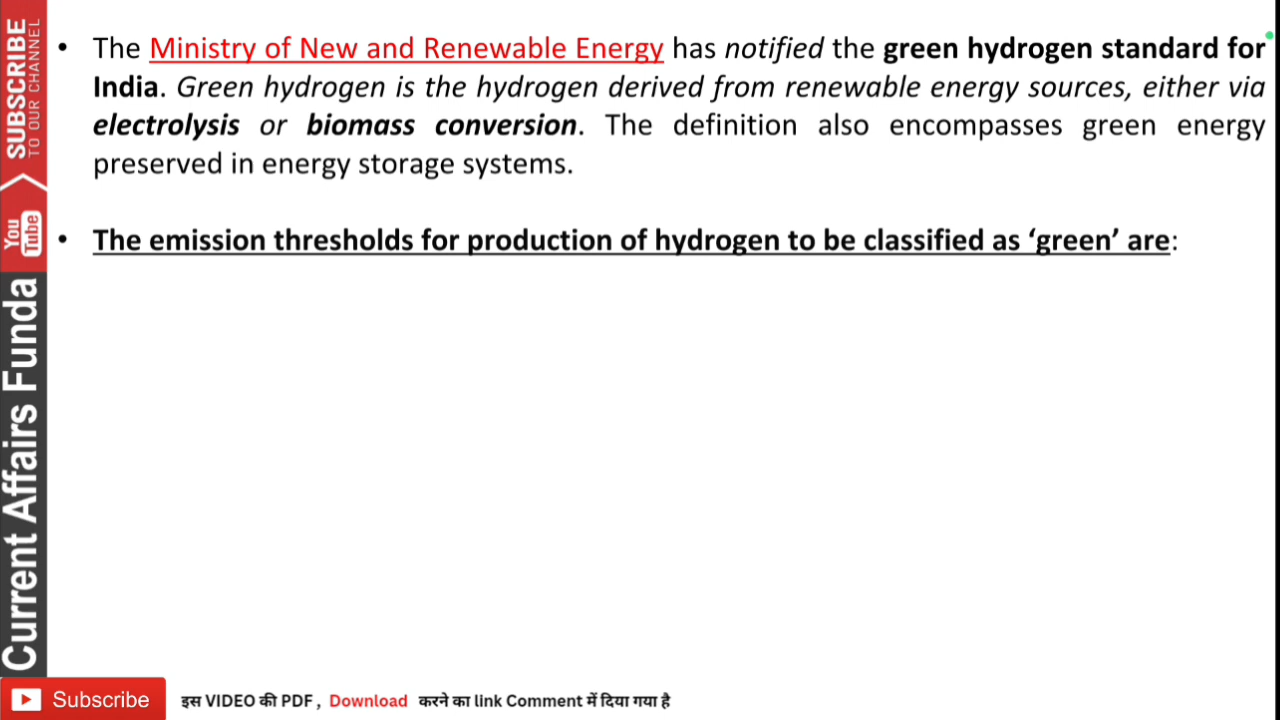 • The Ministry of New and Renewable Energy has notified the green hydrogen standard for
India. Green hydrogen is the hydrogen derived from renewable energy sources, either via
electrolysis or biomass conversion. The definition also encompasses green energy
preserved in energy storage systems.
• The emission thresholds for production of hydrogen to be classified as ‘green’ are:
SUBSCRIBE
TO OUR CHANNEL
You
Tube
Current Affairs Funda
Subscribe
इस VIDEO की PDF , Download करने का link Comment में दिया गया है